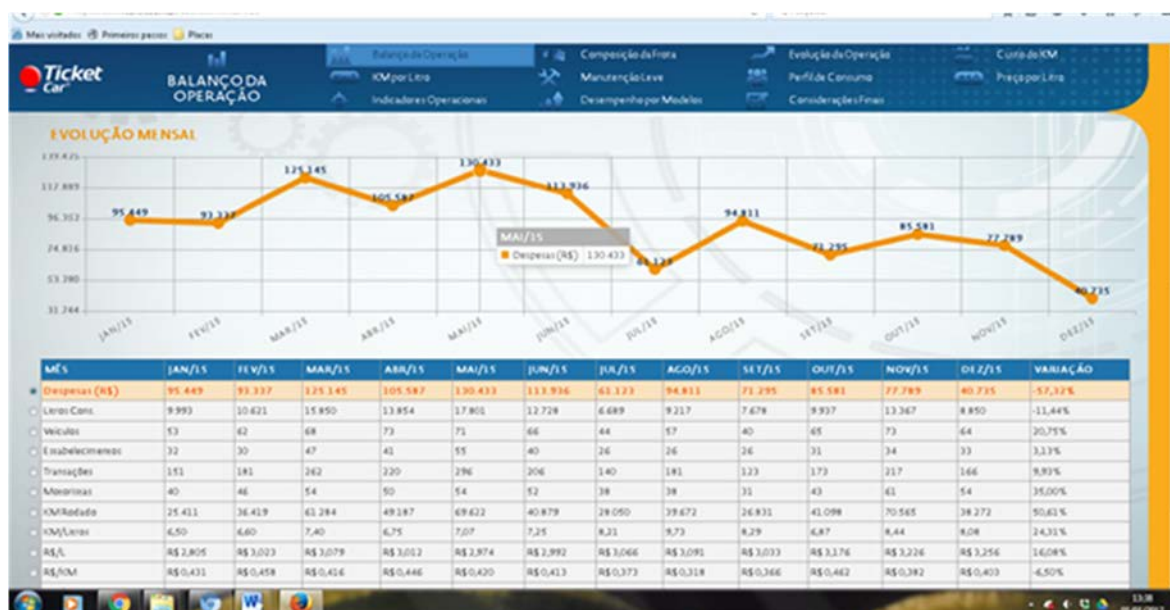 Mais visitados Primeiros passos Placas
Ticket
Car
BALANÇO DA
OPERAÇÃO
Balanço da Operação Composição da Frota Evolução da Operação Custo do KM
KM por Litro Manutenção Leve Perfil de Consumo Preço por Litro
Indicadores Operacionais Desempenho por Modelos Considerações Finais
EVOLUÇÃO MENSAL
139.425
117.889
96.352
74.816
53.280
31.744
95.449 93.337 125.145 105.587 130.433 113.936 61.123 94.811 71.295 85.581 77.789 40.735
MAI/15
Despesas (R$) 130.433
JAN/15 FEV/15 MAR/15 ABR/15 MAI/15 JUN/15 JUL/15 AGO/15 SET/15 OUT/15 NOV/15 DEZ/15
MÊS JAN/15 FEV/15 MAR/15 ABR/15 MAI/15 JUN/15 JUL/15 AGO/15 SET/15 OUT/15 NOV/15 DEZ/15 VARIAÇÃO
Despesas (R$) 95.449 93.337 125.145 105.587 130.433 113.936 61.123 94.811 71.295 85.581 77.789 40.735 -57,32%
Litros Cons. 9.993 10.621 15.850 13.854 17.801 12.728 6.689 9.217 7.678 9.937 13.367 8.850 -11,44%
Veículos 53 62 68 73 71 66 44 57 40 65 73 64 20,75%
Estabelecimentos 32 30 47 41 55 40 26 26 26 31 34 33 3,13%
Transações 151 181 262 220 296 206 140 181 123 173 217 166 9,93%
Motoristas 40 46 54 50 54 52 38 38 31 43 61 54 35,00%
KM Rodado 25.411 36.419 61.284 49.187 69.622 40.879 28.050 39.672 26.931 41.098 70.565 38.272 50,61%
KM/Litros 6,50 6,60 7,40 6,75 7,07 7,25 8,21 9,73 8,29 6,87 8,44 8,08 24,31%
R$/L R$ 2,805 R$ 3,023 R$ 3,079 R$ 3,012 R$ 2,974 R$ 2,992 R$ 3,066 R$ 3,091 R$ 3,033 R$ 3,176 R$ 3,226 R$ 3,256 16,08%
R$/KM R$ 0,431 R$ 0,458 R$ 0,416 R$ 0,446 R$ 0,420 R$ 0,413 R$ 0,373 R$ 0,318 R$ 0,366 R$ 0,462 R$ 0,382 R$ 0,403 -6,50%
13:38